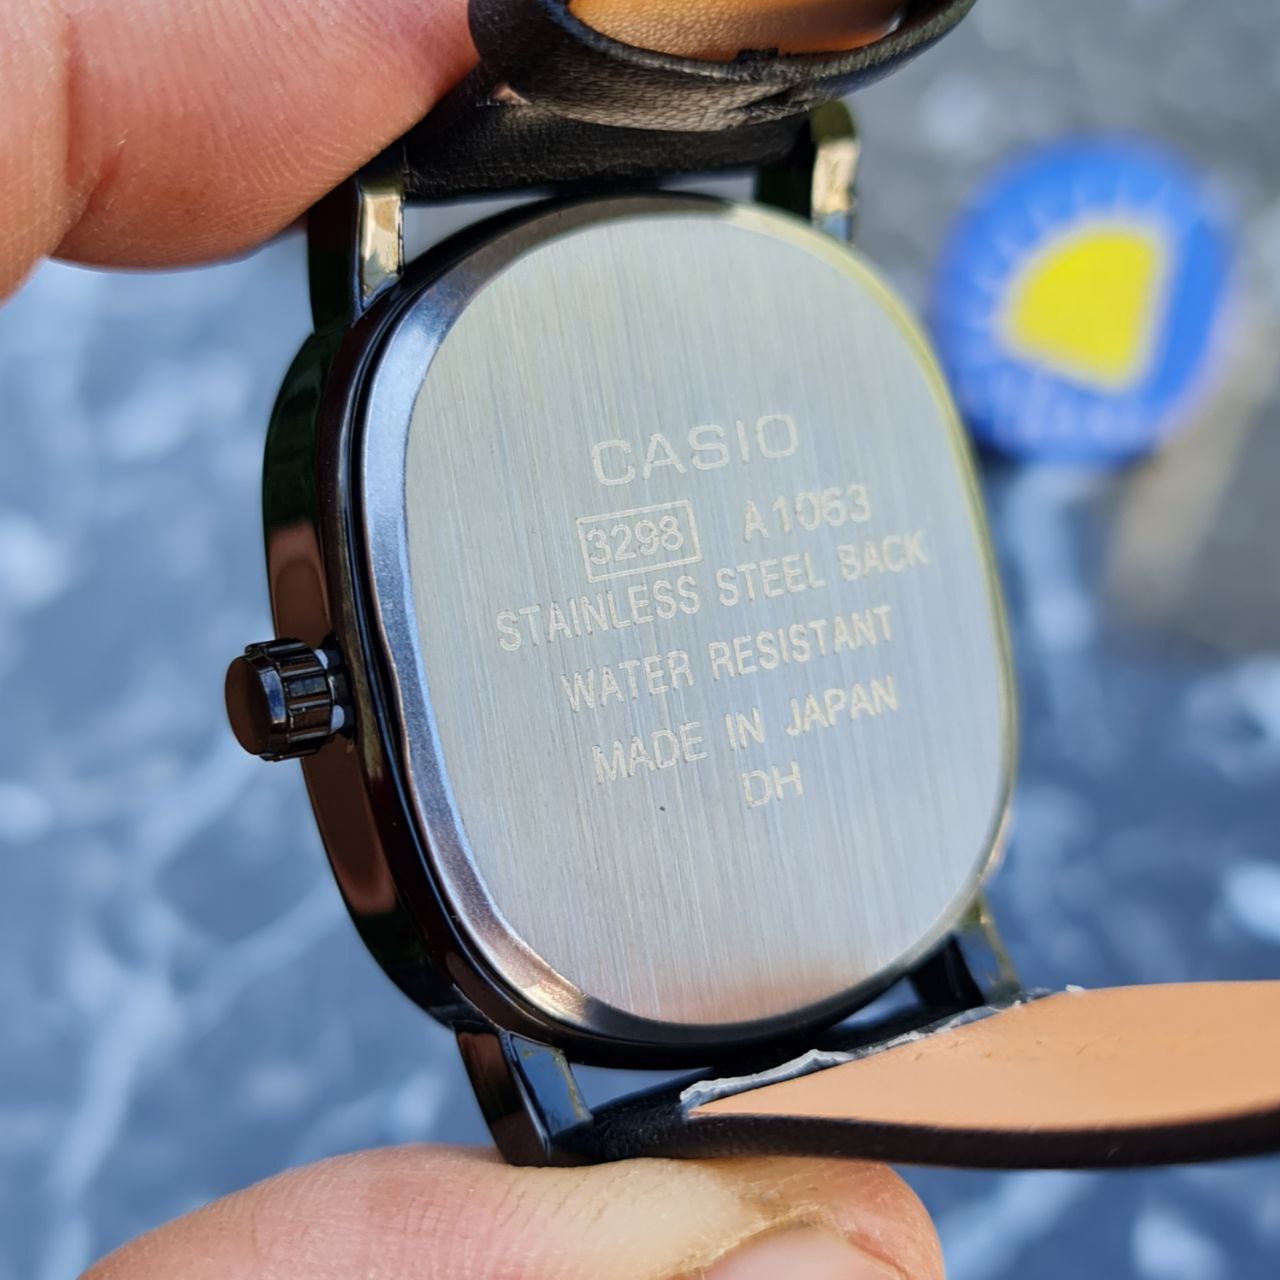 CASIO
3298 A1063
STAINLESS STEEL BACK
WATER RESISTANT
MADE IN JAPAN
DH